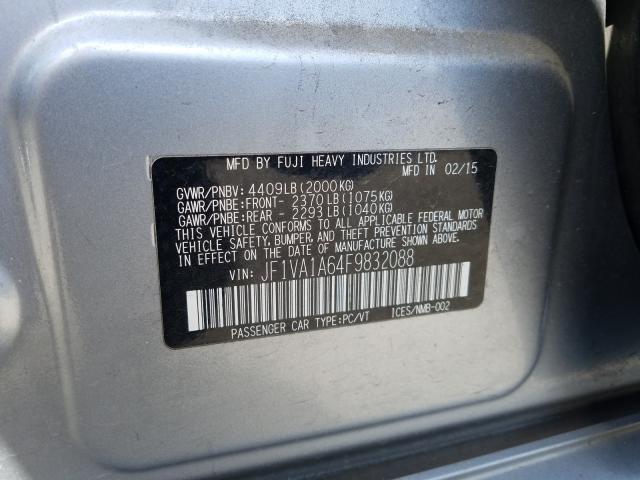 MFD BY FUJI HEAVY INDUSTRIES LTD.
MFD IN 02/15
GVWR/PNBV: 4409LB(2000KG)
GAWR/PNBE:FRONT- 2370LB(1075KG)
GAWR/PNBE:REAR - 2293LB(1040KG)
THIS VEHICLE CONFORMS TO ALL APPLICABLE FEDERAL MOTOR
VEHICLE SAFETY, BUMPER, AND THEFT PREVENTION STANDARDS
IN EFFECT ON THE DATE OF MANUFACTURE SHOWN ABOVE.
VIN: JF1VA1A64F9832088
PASSENGER CAR TYPE:PC/VT ICES/NMB-002